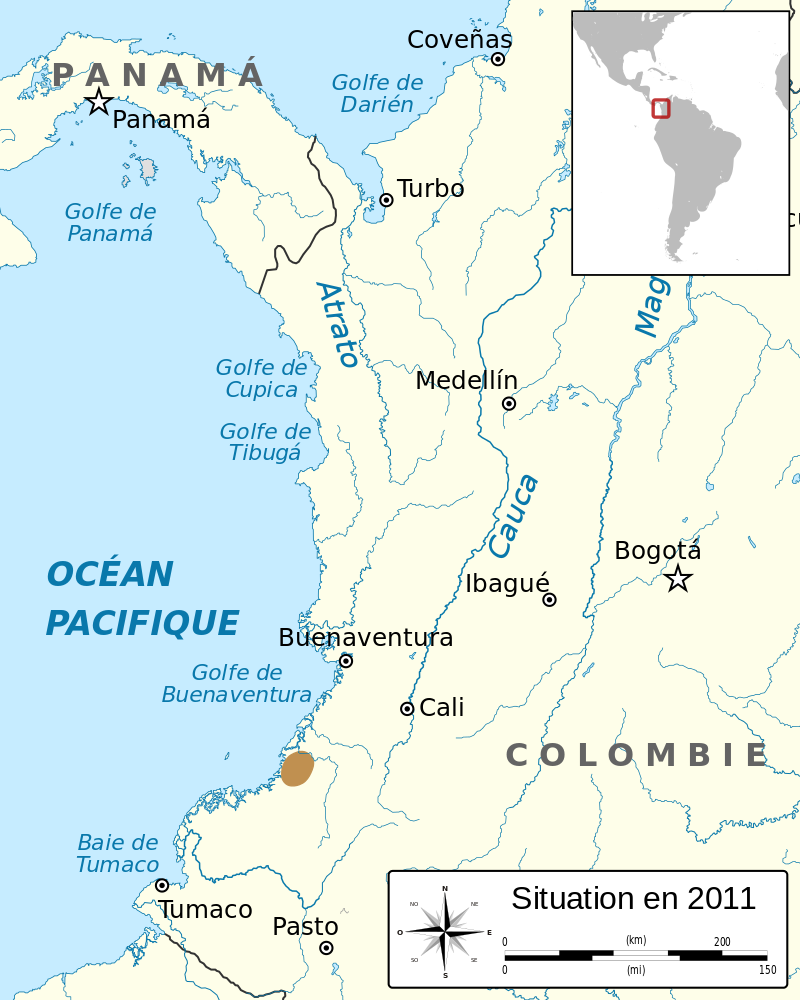 Coveñas
PANAMÁ
Golfe de
Darién
Panamá
Turbo
Golfe de
Panamá
Atrato
Mag
Golfe de
Cupica
Medellín
Golfe de
Tibugá
Cauca
Bogotá
OCÉAN
PACIFIQUE
Ibagué
Buenaventura
Golfe de
Buenaventura
Cali
COLOMBIE
Baie de
Tumaco
Tumaco
Pasto
Situation en 2011
N
NO
NE
O
E
SO
SE
S
0
(km)
200
0
(mi)
150